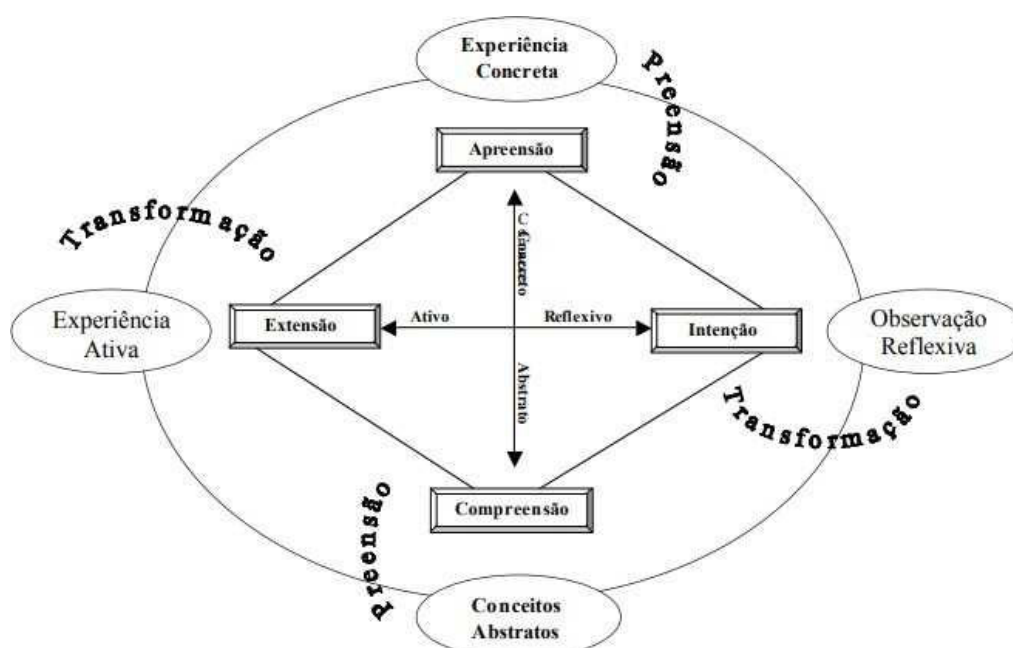 Experiência
Concreta
Preensão
Apreensão
Transformação
Experiência
Ativa
Extensão
Ativo
Reflexivo
Intenção
Observação
Reflexiva
Abstrato
Transformação
Compreensão
Preensão
Conceitos
Abstratos